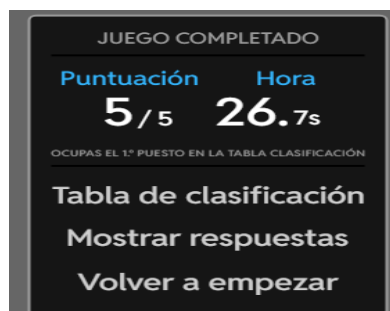 JUEGO COMPLETADO
Puntuación Hora
5/5 26.7s
OCUPAS EL 1.º PUESTO EN LA TABLA CLASIFICACIÓN
Tabla de clasificación
Mostrar respuestas
Volver a empezar